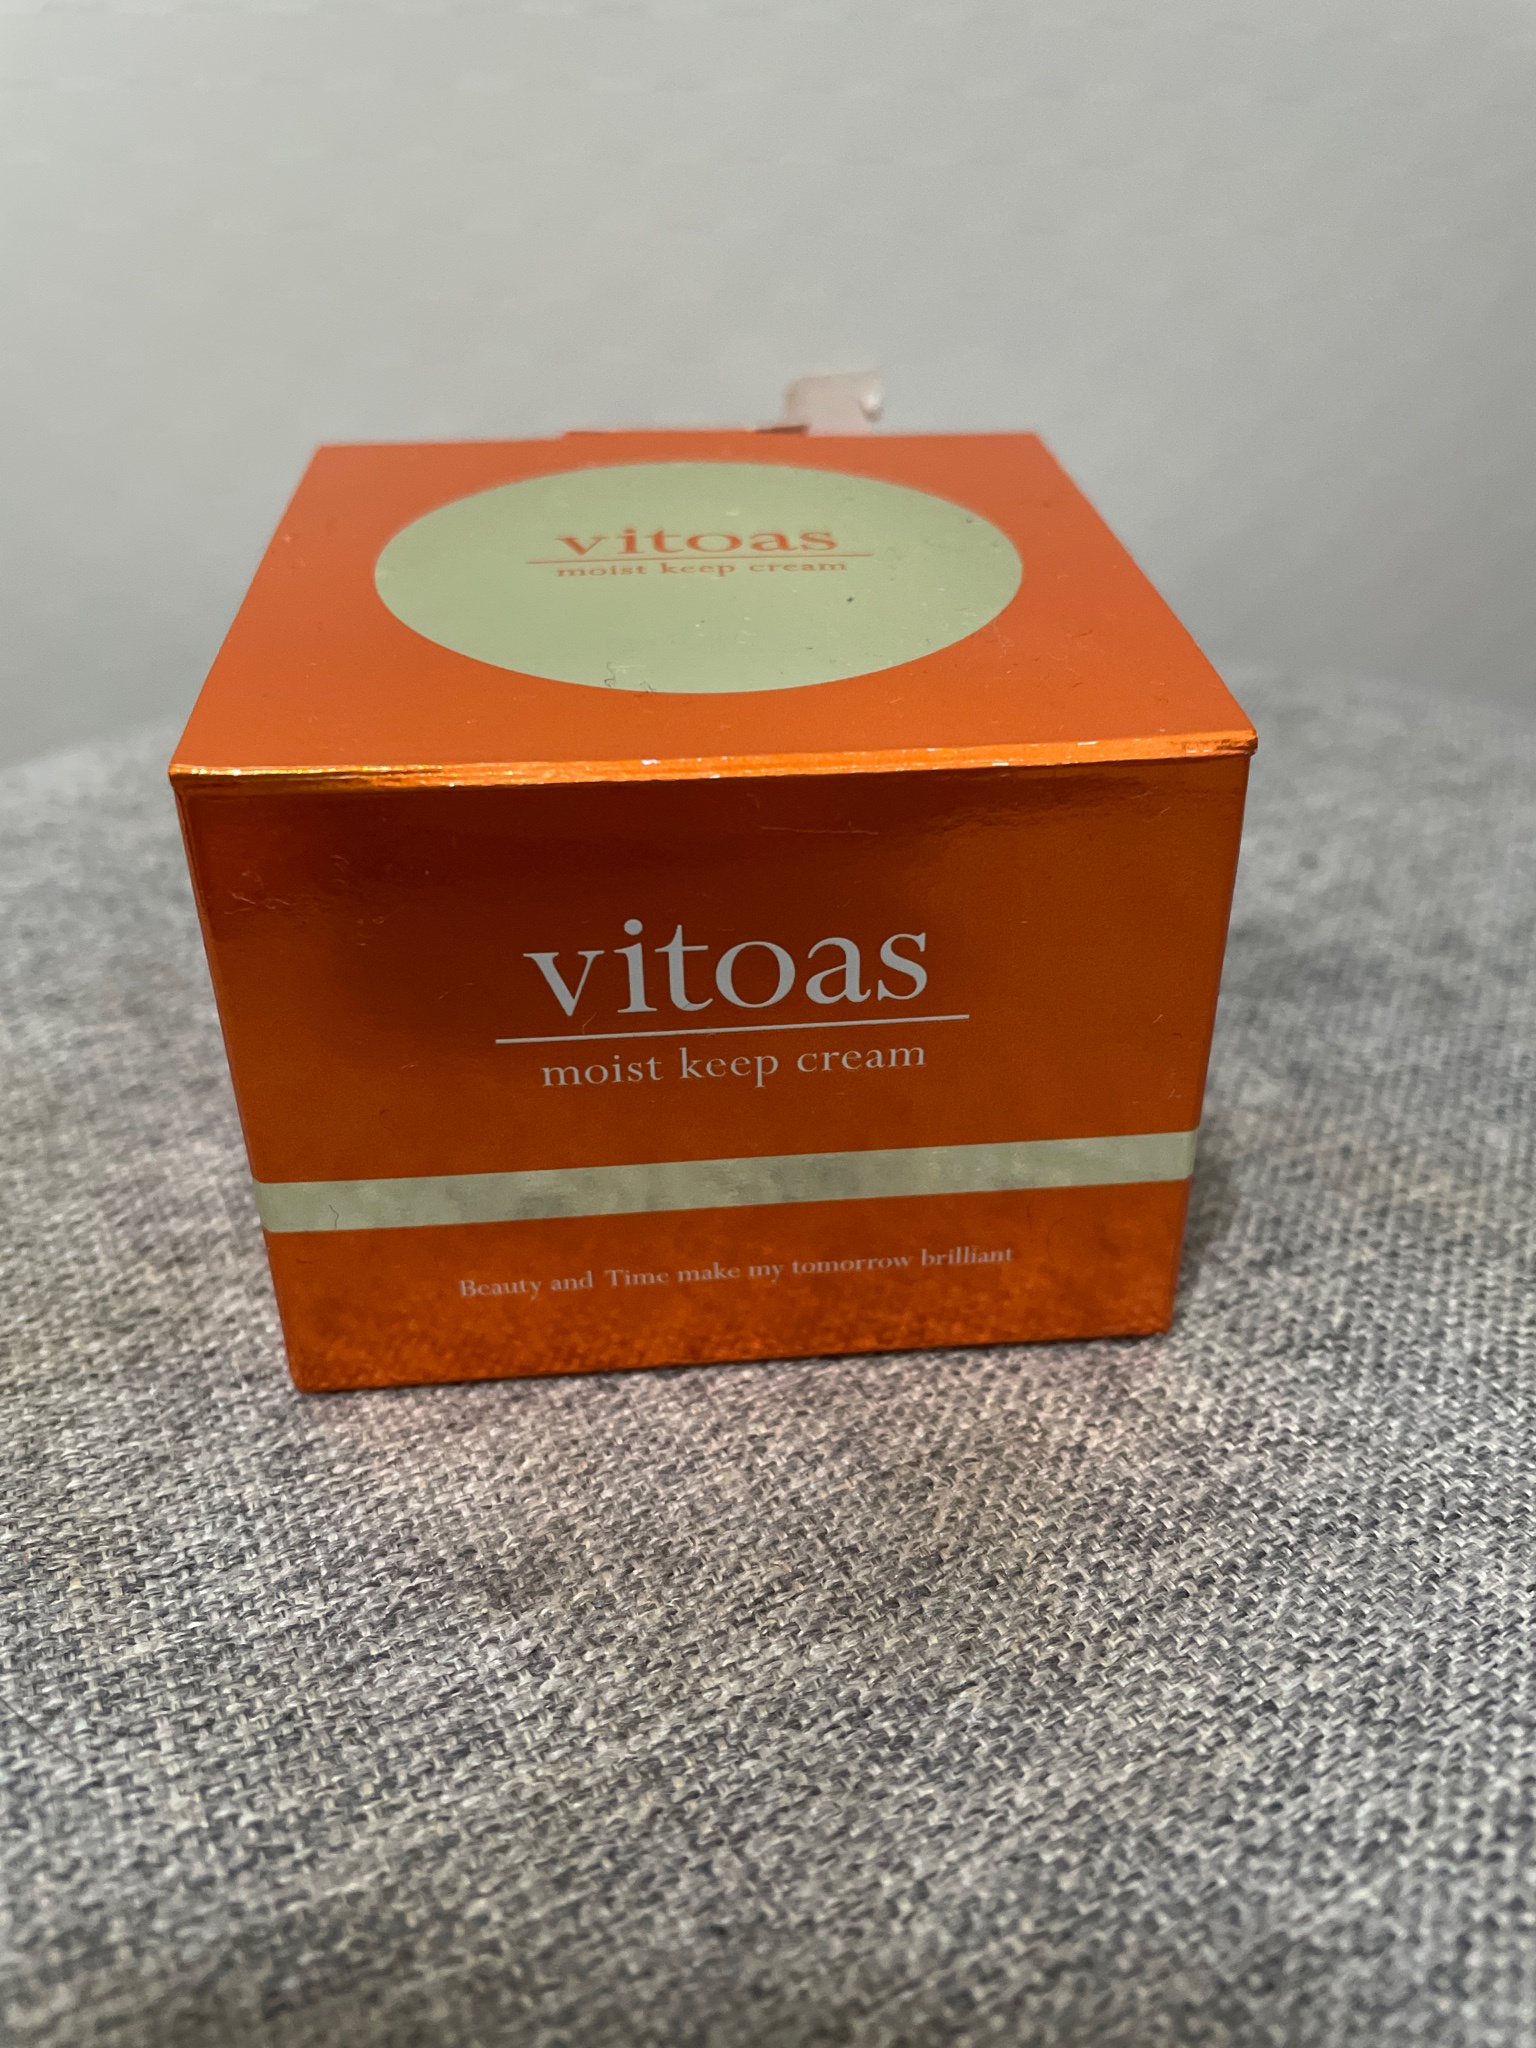 vitoas
moist keep cream
vitoas
moist keep cream
Beauty and Time make my tomorrow brilliant